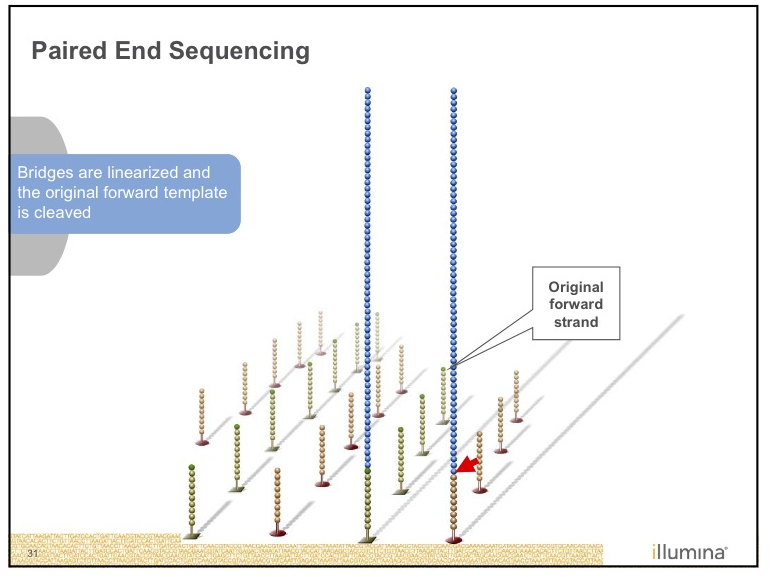 Paired End Sequencing
Bridges are linearized and
the original forward template
is cleaved
Original
forward
strand
31
illumina®